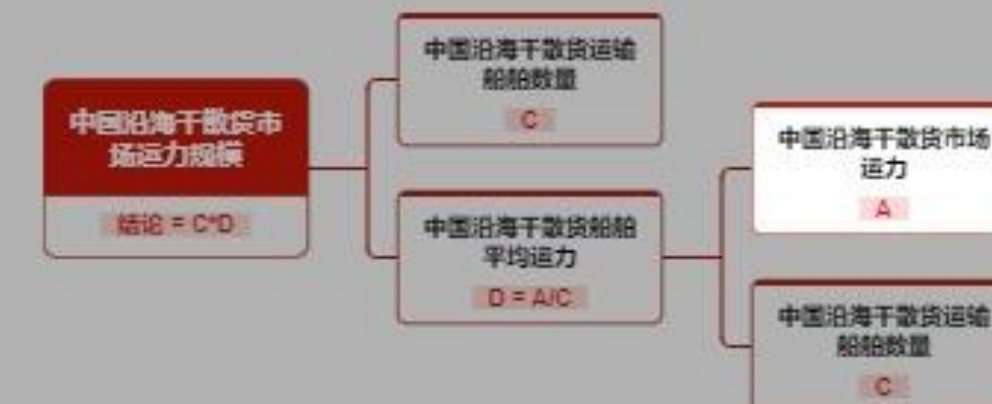 中国沿海干散货市
场运力规模
结论 = C*D
中国沿海干散货运输
船舶数量
C
中国沿海干散货船舶
平均运力
D = A/C
中国沿海干散货市场
运力
A
中国沿海干散货运输
船舶数量
C